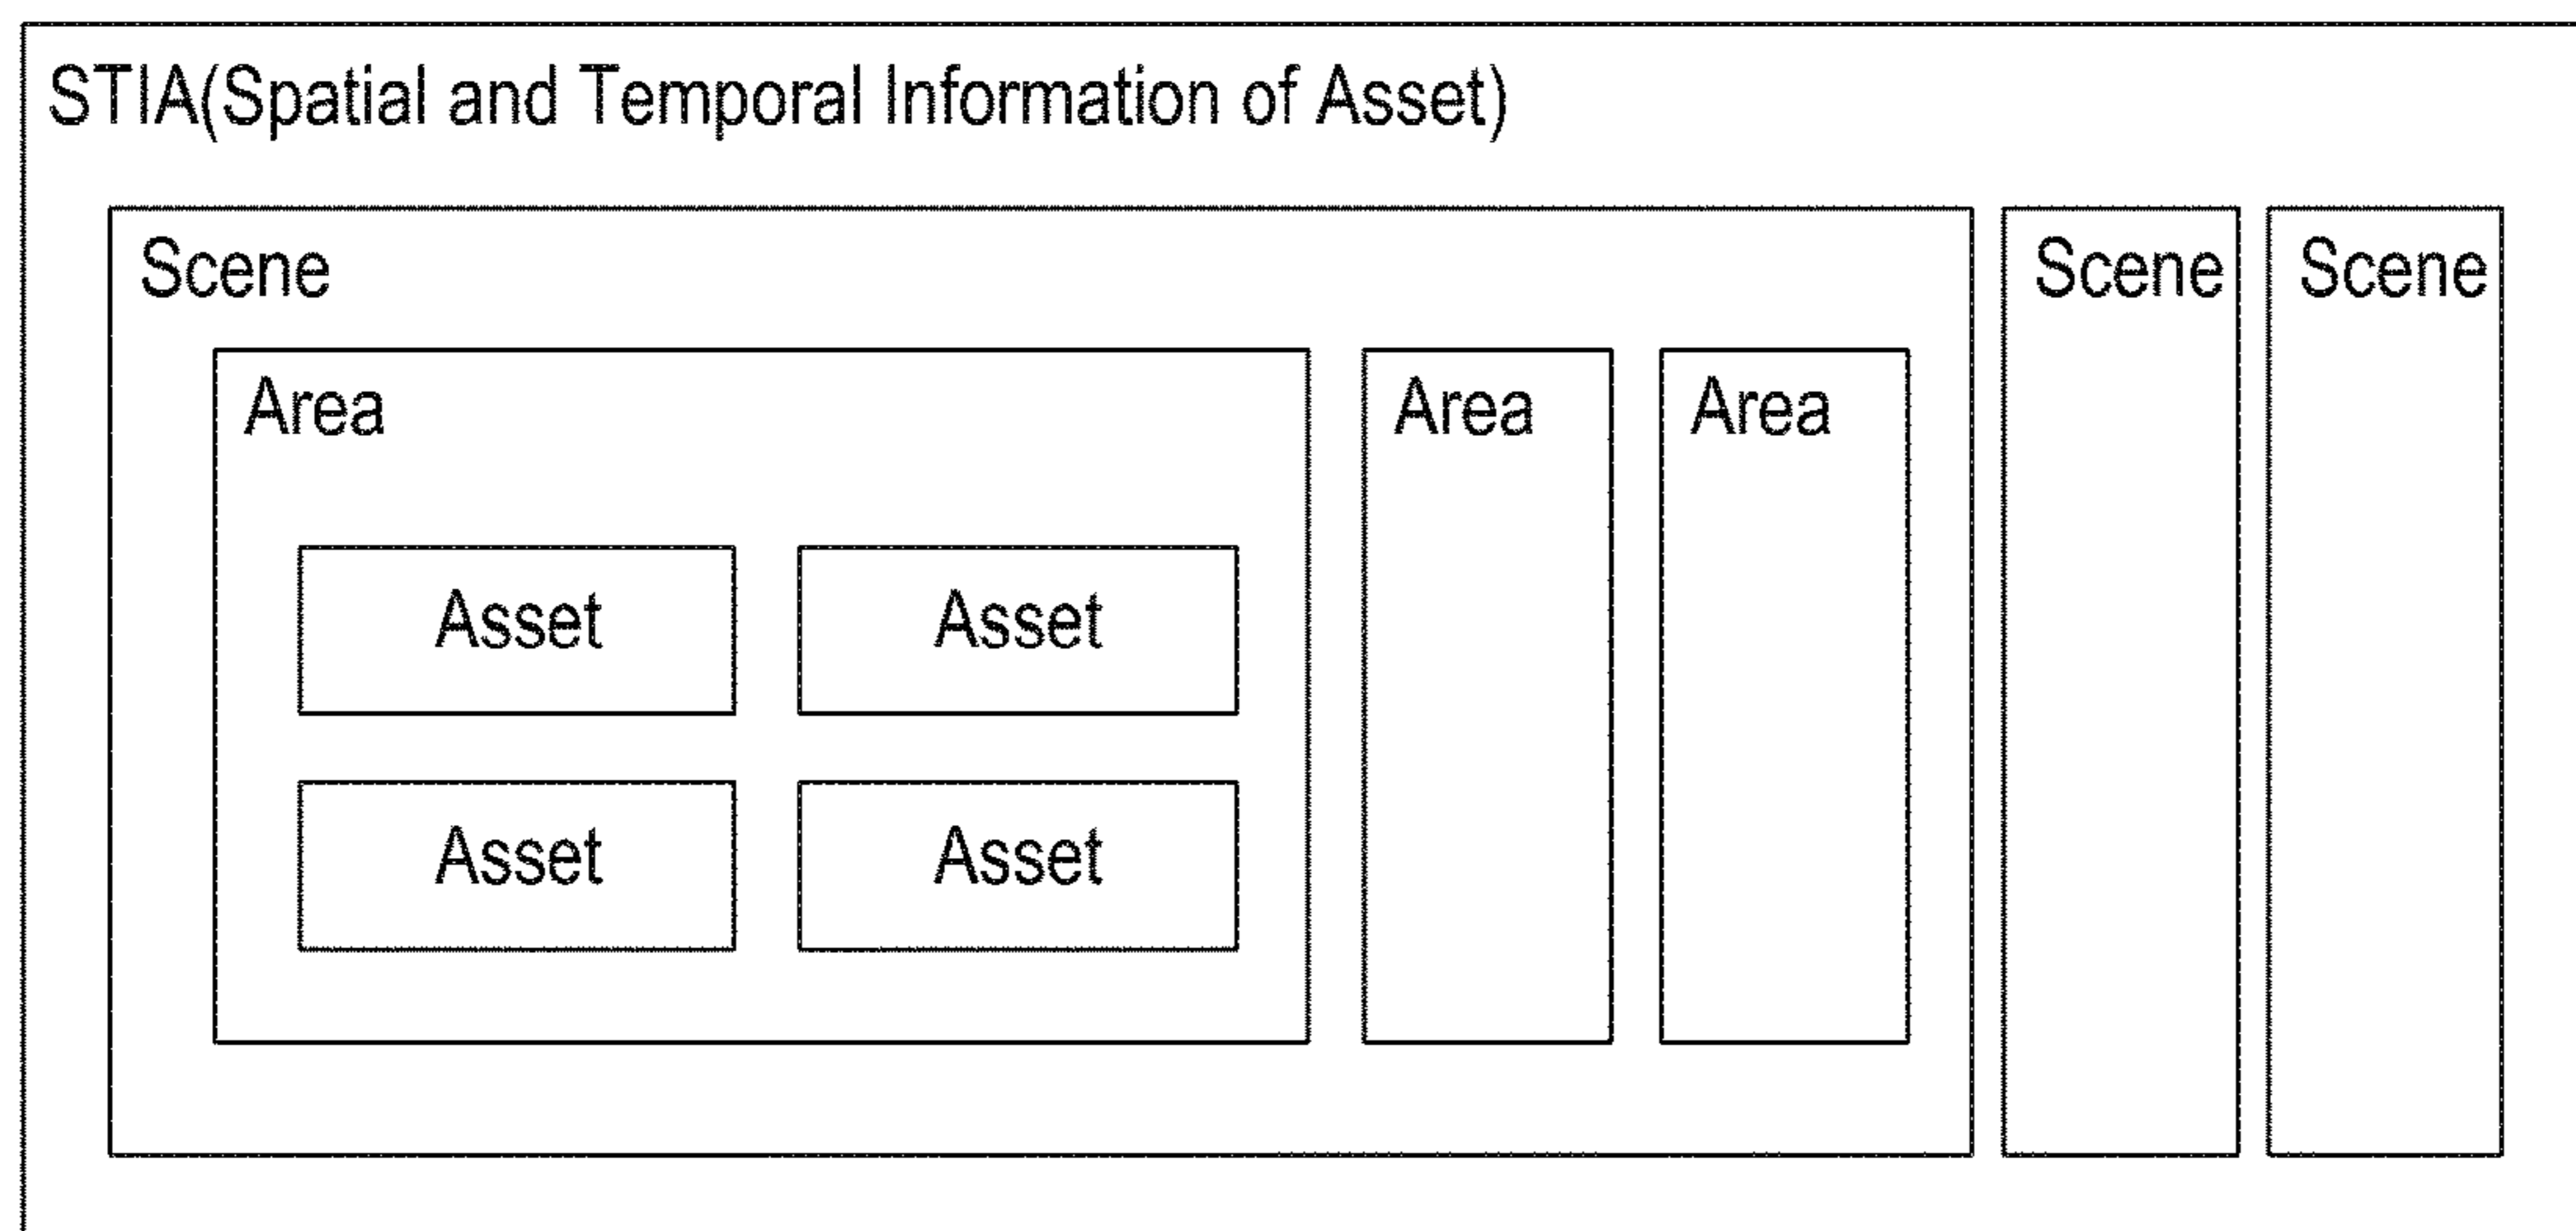 STIA(Spatial and Temporal Information of Asset)
Scene
Scene
Scene
Area
Area
Area
Asset
Asset
Asset
Asset